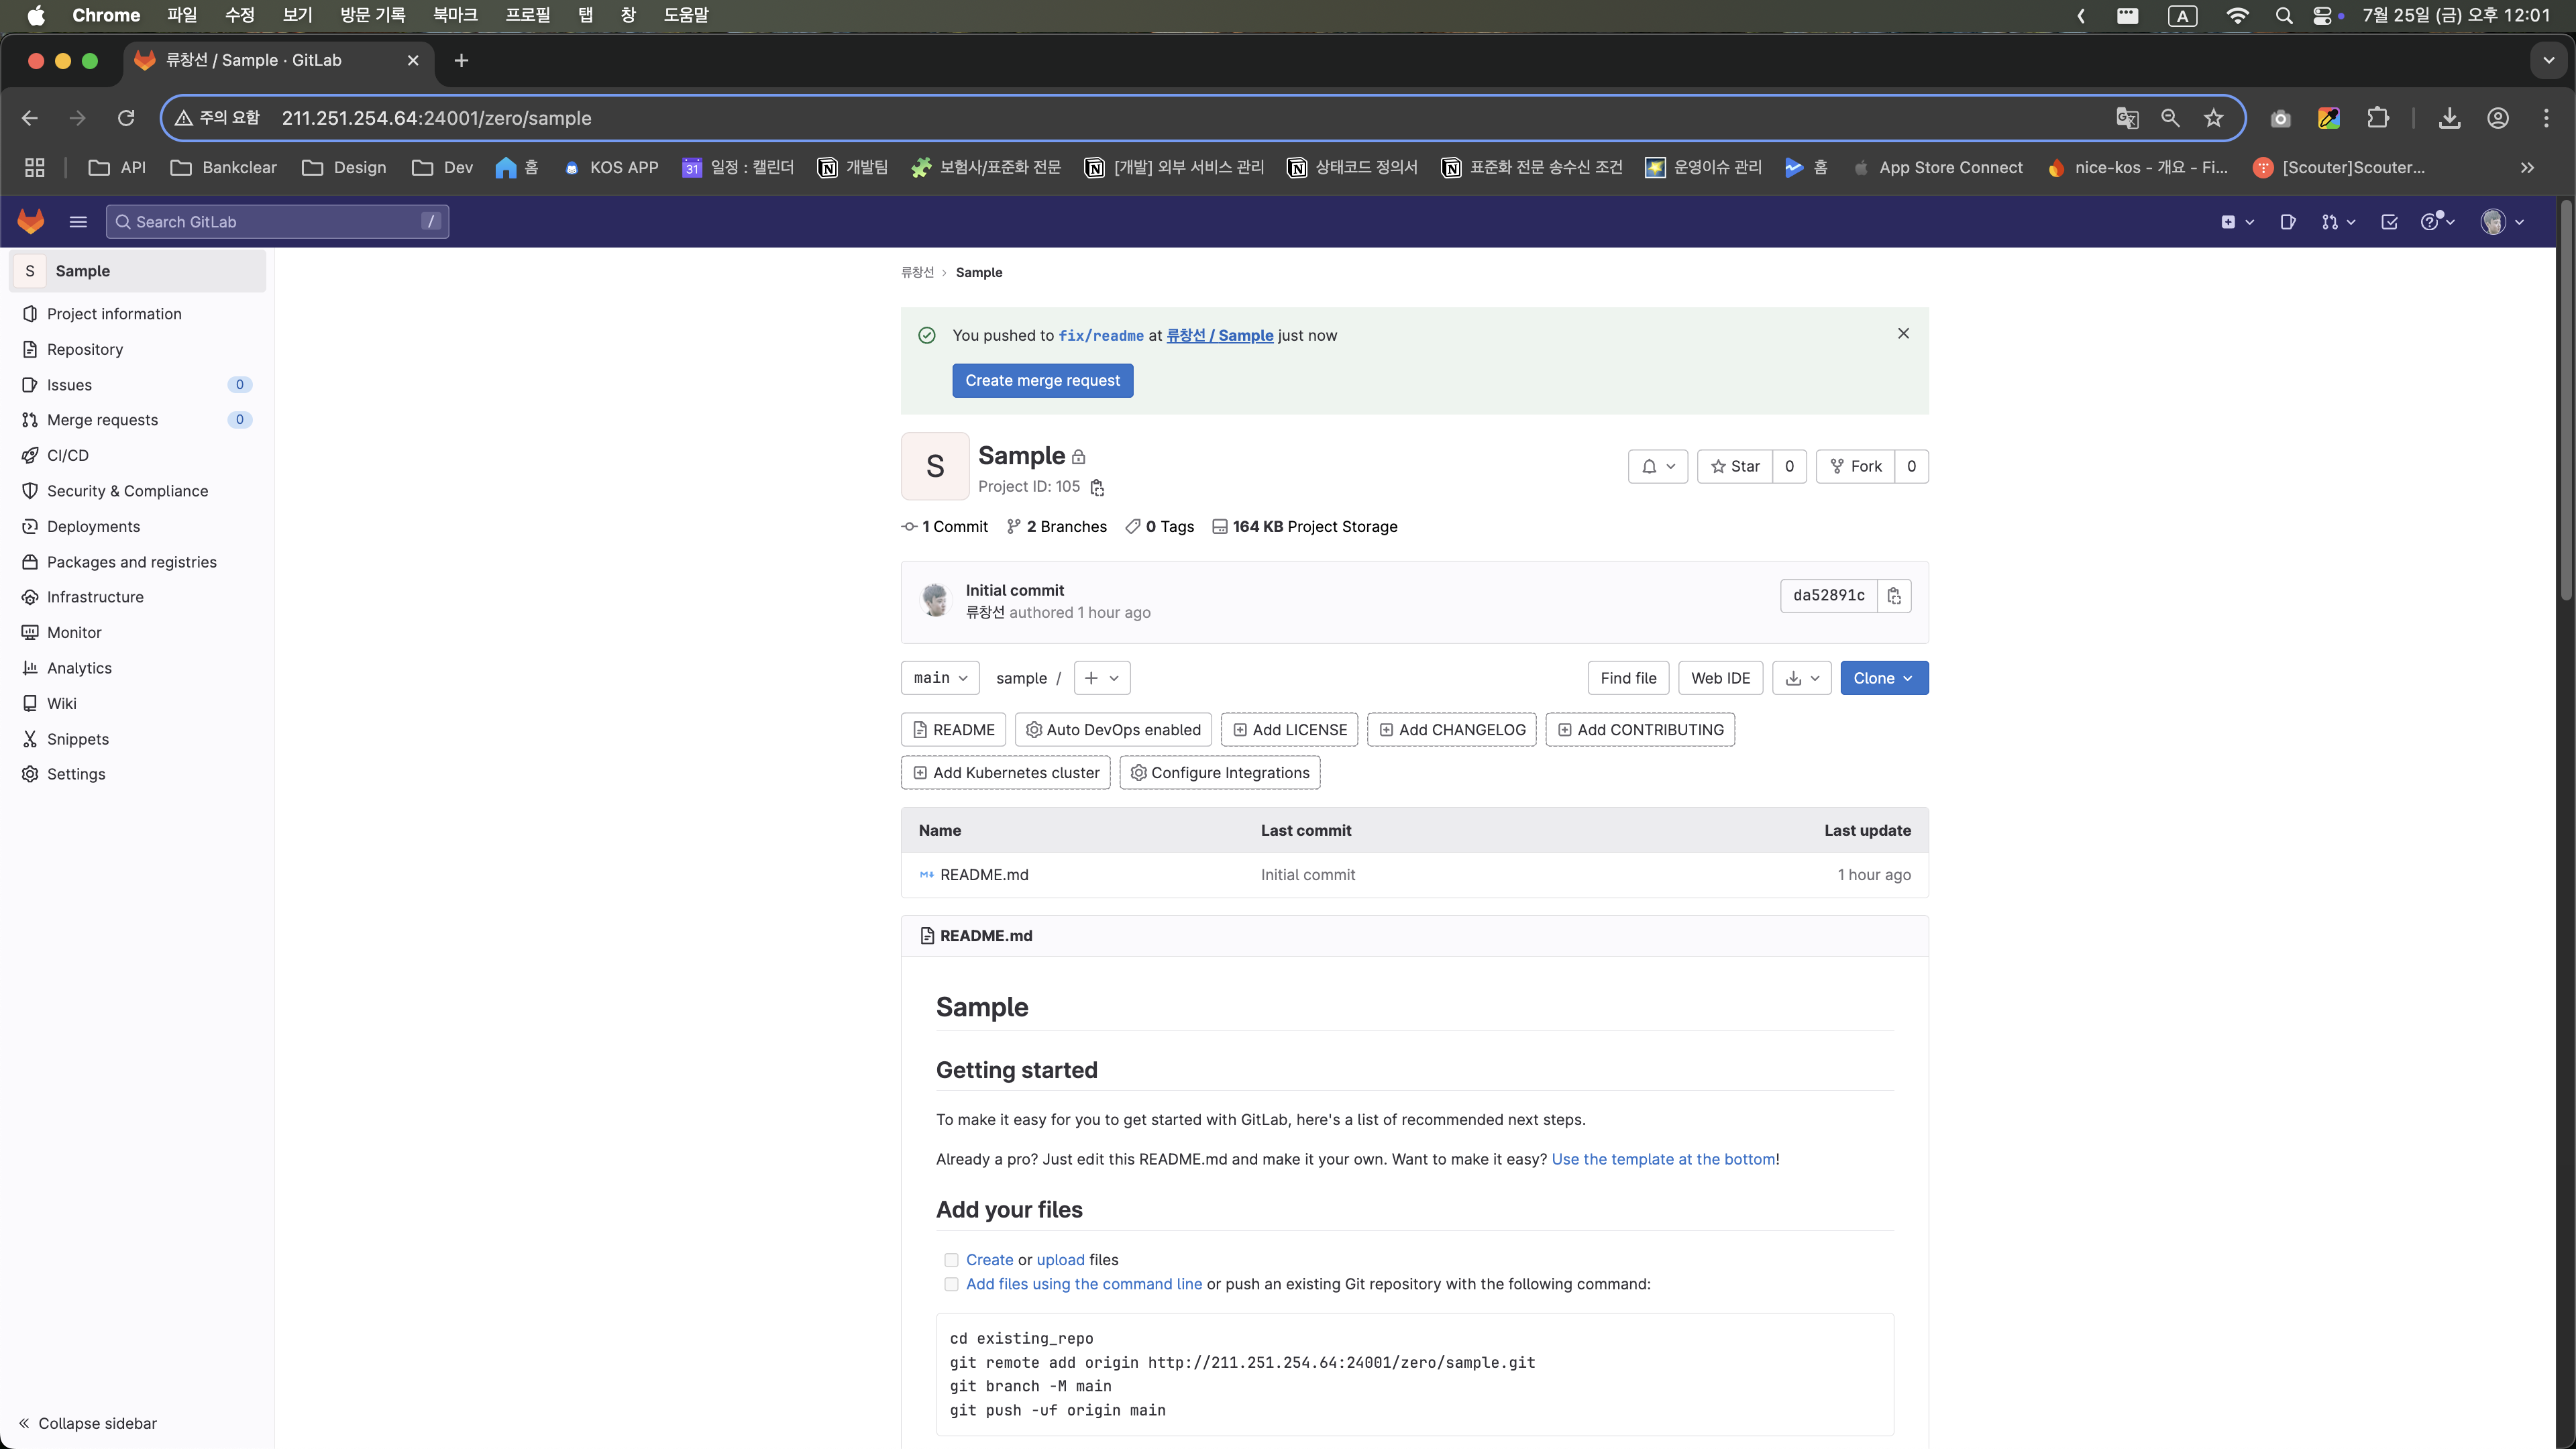 Chrome 파일 수정 보기 방문 기록 북마크 프로필 탭 창 도움말 A 7월 25일 (금) 오후 12:01
류창선 / Sample · GitLab
주의 요함 211.251.254.64:24001/zero/sample
API Bankclear Design Dev 홈 KOS APP 31 일정 : 캘린더 개발팀 보험사/표준화 전문 [개발] 외부 서비스 관리 상태코드 정의서 표준화 전문 송수신 조건 운영이슈 관리 홈 App Store Connect nice-kos - 개요 - Fi... [Scouter]Scouter...
Search GitLab /
S Sample
Project information
Repository
Issues 0
Merge requests 0
CI/CD
Security & Compliance
Deployments
Packages and registries
Infrastructure
Monitor
Analytics
Wiki
Snippets
Settings
Collapse sidebar
류창선 › Sample
You pushed to fix/readme at 류창선 / Sample just now
Create merge request
S
Sample
Project ID: 105
Star 0 Fork 0
1 Commit 2 Branches 0 Tags 164 KB Project Storage
Initial commit
류창선 authored 1 hour ago
da52891c
main sample / + Find file Web IDE Clone
README Auto DevOps enabled Add LICENSE Add CHANGELOG Add CONTRIBUTING
Add Kubernetes cluster Configure Integrations
Name Last commit Last update
README.md Initial commit 1 hour ago
README.md
Sample
Getting started
To make it easy for you to get started with GitLab, here's a list of recommended next steps.
Already a pro? Just edit this README.md and make it your own. Want to make it easy? Use the template at the bottom!
Add your files
Create or upload files
Add files using the command line or push an existing Git repository with the following command:
cd existing_repo
git remote add origin http://211.251.254.64:24001/zero/sample.git
git branch -M main
git push -uf origin main